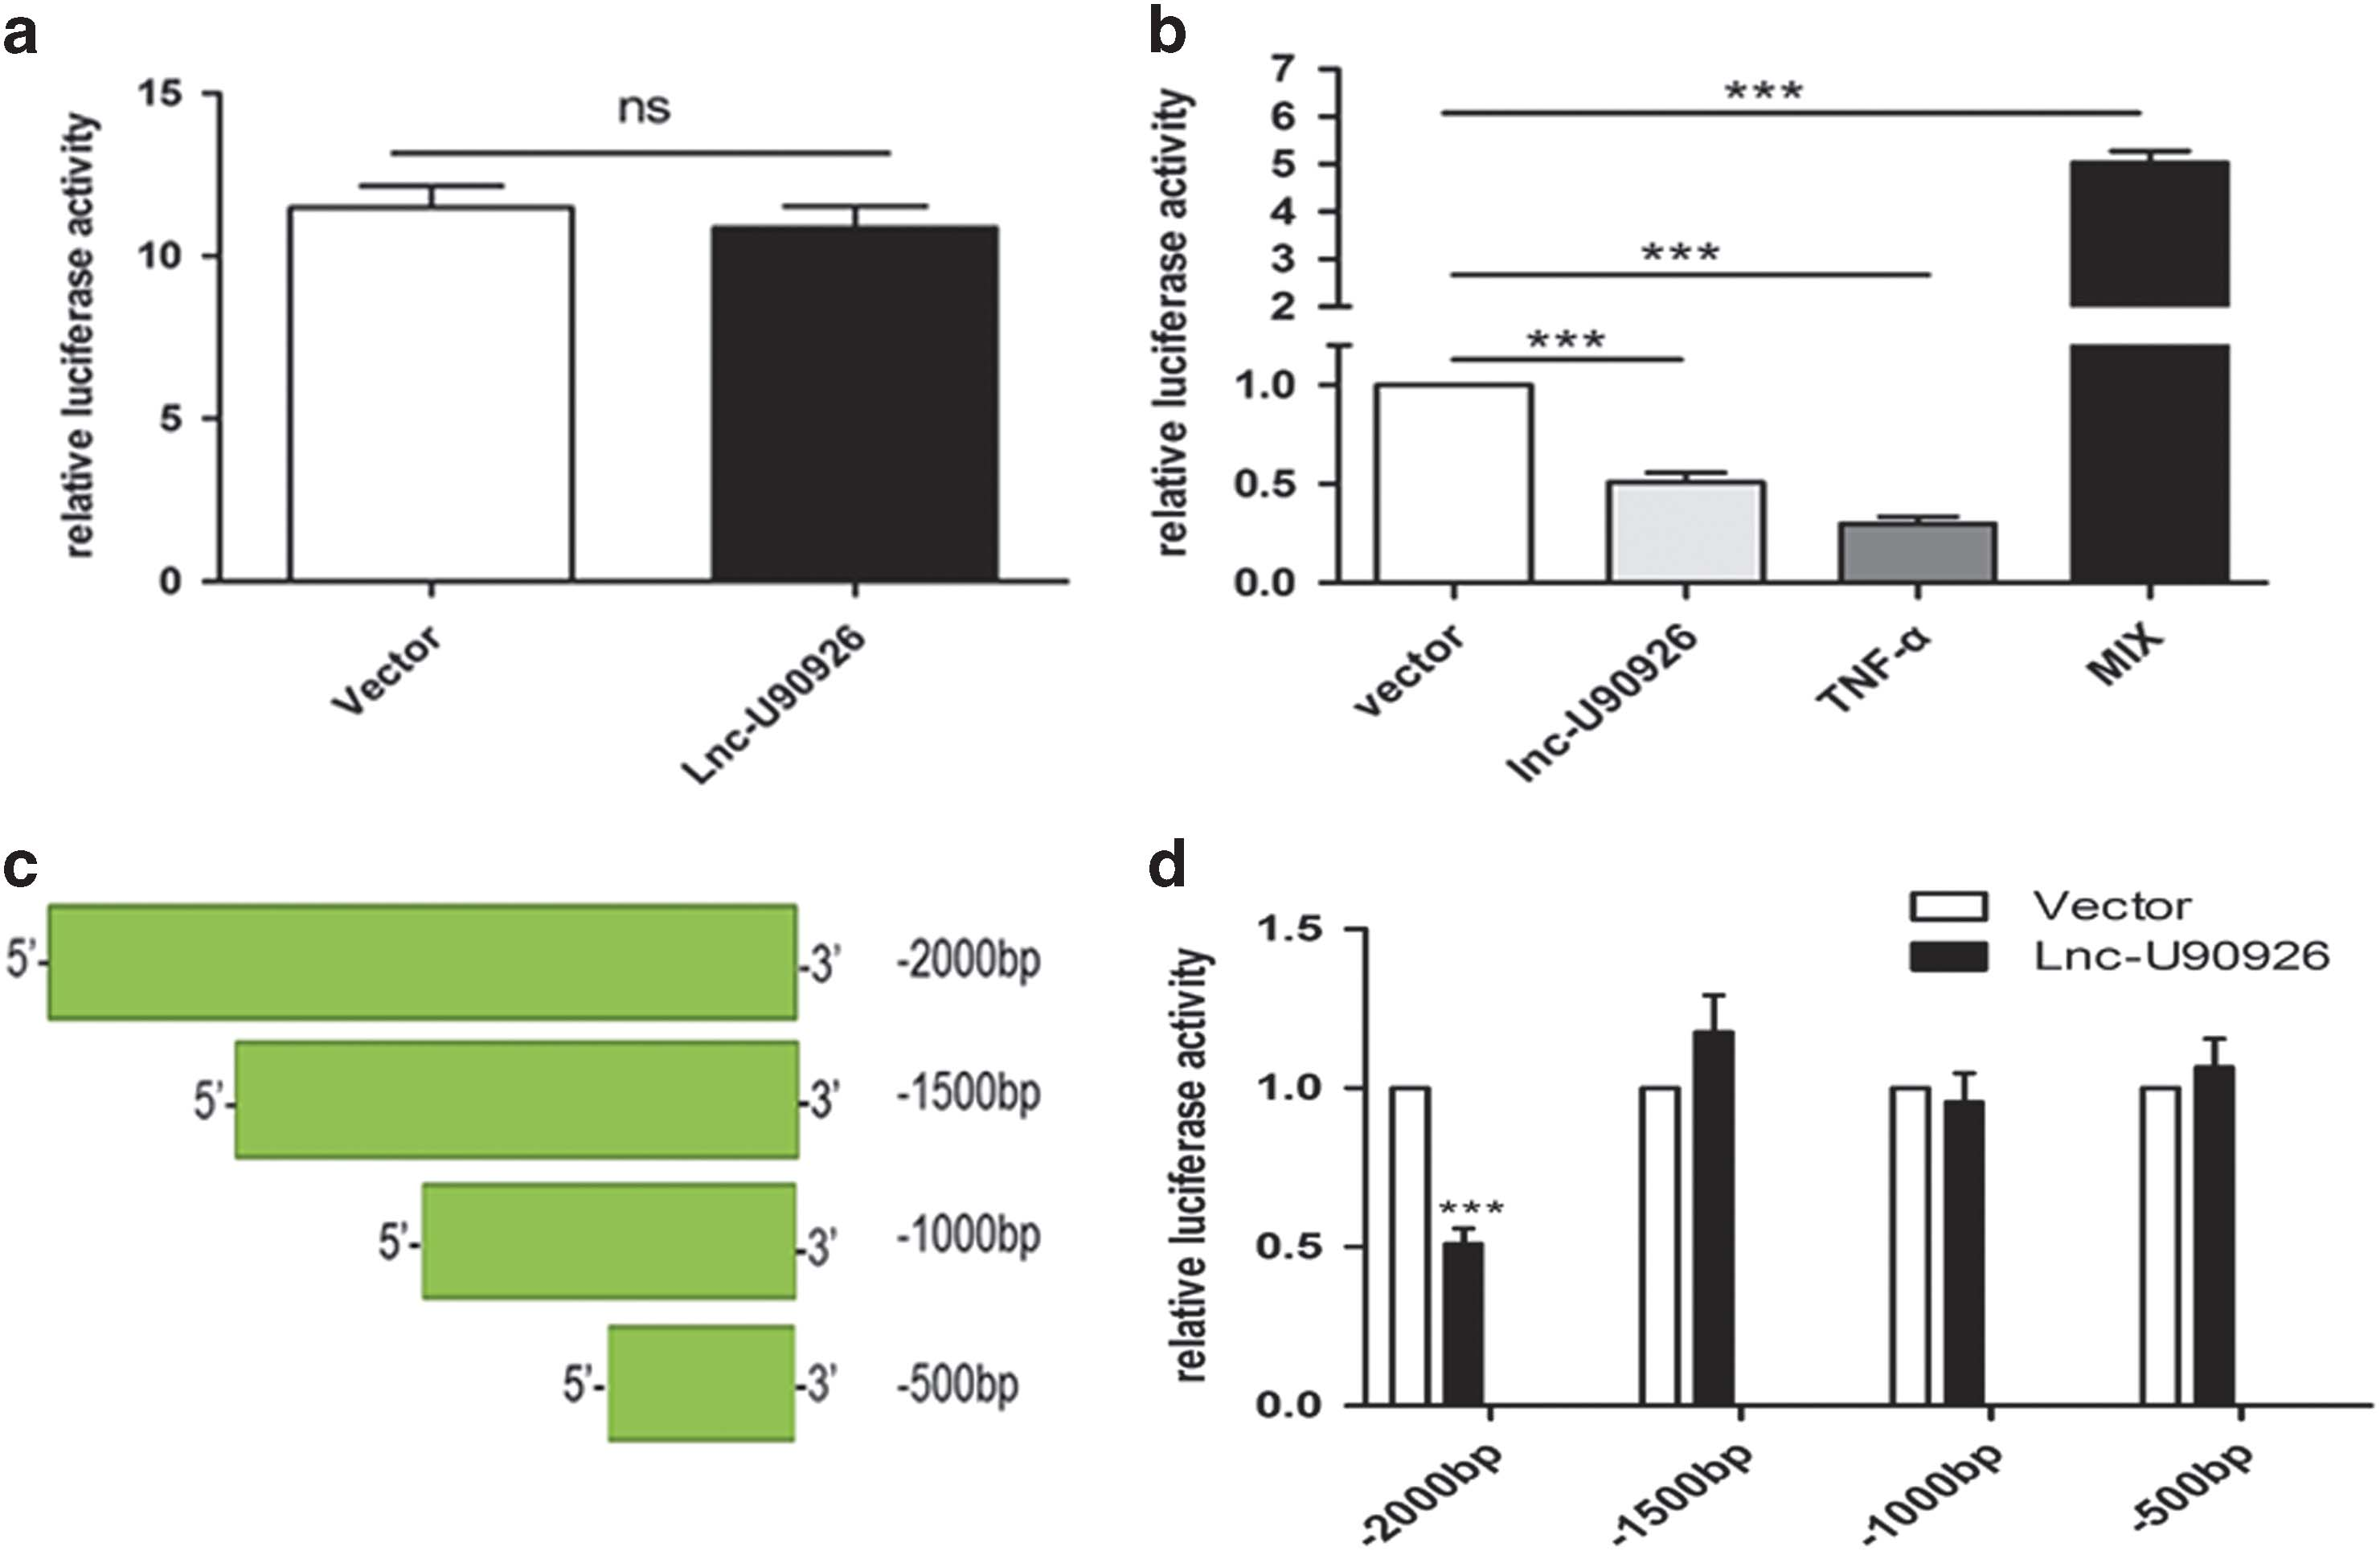 a
relative luciferase activity
15
10
5
0
ns
Vector
Lnc-U90926
b
relative luciferase activity
7
6
5
4
3
2
1.0
0.5
0.0
***
***
***
vector
lnc-U90926
TNF-α
MIX
c
5’- -3’ -2000bp
5’- -3’ -1500bp
5’- -3’ -1000bp
5’- -3’ -500bp
d
Vector
Lnc-U90926
relative luciferase activity
1.5
1.0
0.5
0.0
***
-2000bp
-1500bp
-1000bp
-500bp